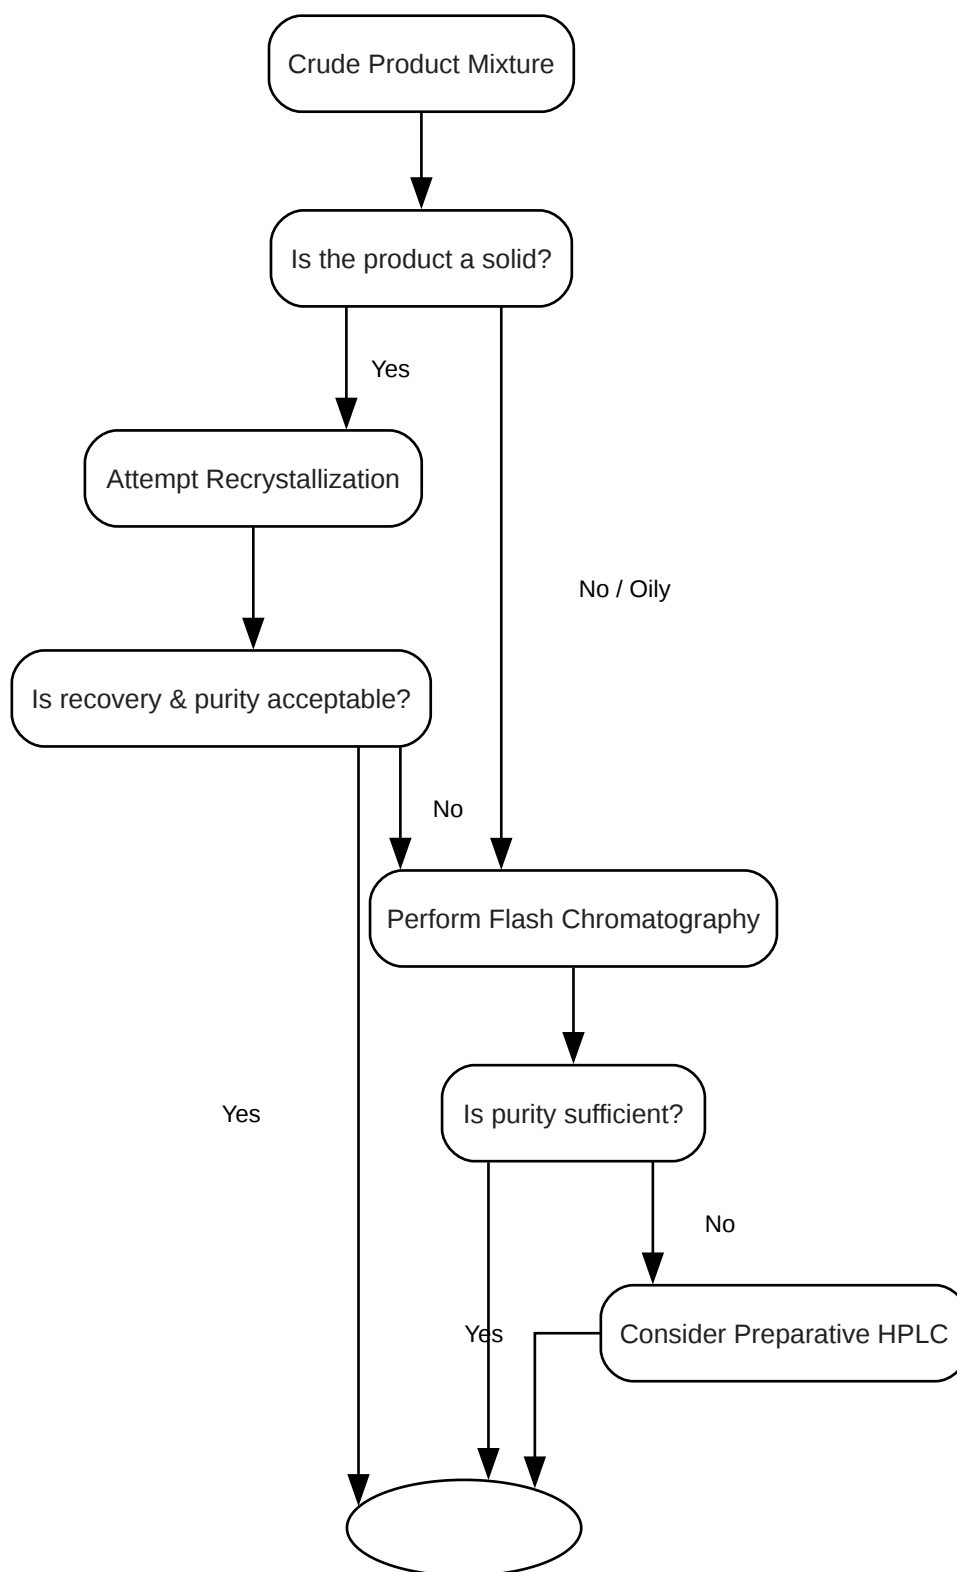 Crude Product Mixture
Is the product a solid?
Yes
Attempt Recrystallization
No / Oily
Is recovery & purity acceptable?
No
Perform Flash Chromatography
Yes
Is purity sufficient?
No
Yes
Consider Preparative HPLC